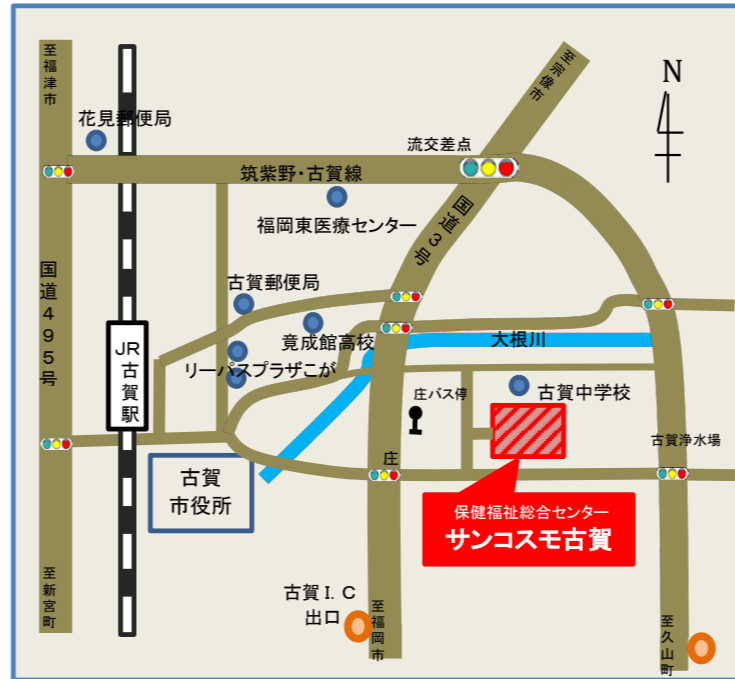 至福津市
至宗像市
N
花見郵便局
流交差点
筑紫野・古賀線
福岡東医療センター
国道3号
国道495号
古賀郵便局
竟成館高校
大根川
JR
古賀駅
リーパスプラザこが
庄バス停
古賀中学校
古賀浄水場
庄
古賀
市役所
保健福祉総合センター
サンコスモ古賀
至新宮町
古賀I.C
出口
至福岡市
至久山町